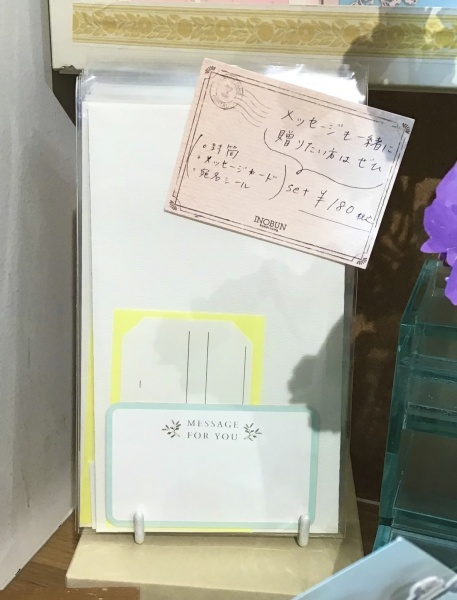 メッセージも一緒に
贈りたい方はぜひ
・封筒
・メッセージカード
・宛名シール
set ¥180
INOBUN
MESSAGE
FOR YOU